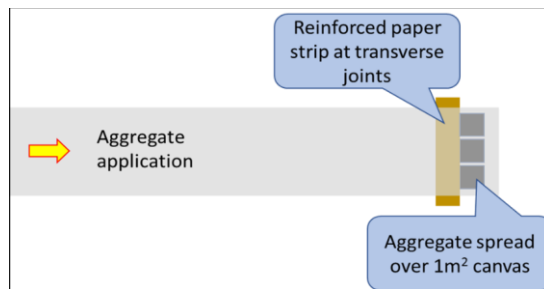 Reinforced paper
strip at transverse
joints
Aggregate
application
Aggregate spread
over 1m² canvas